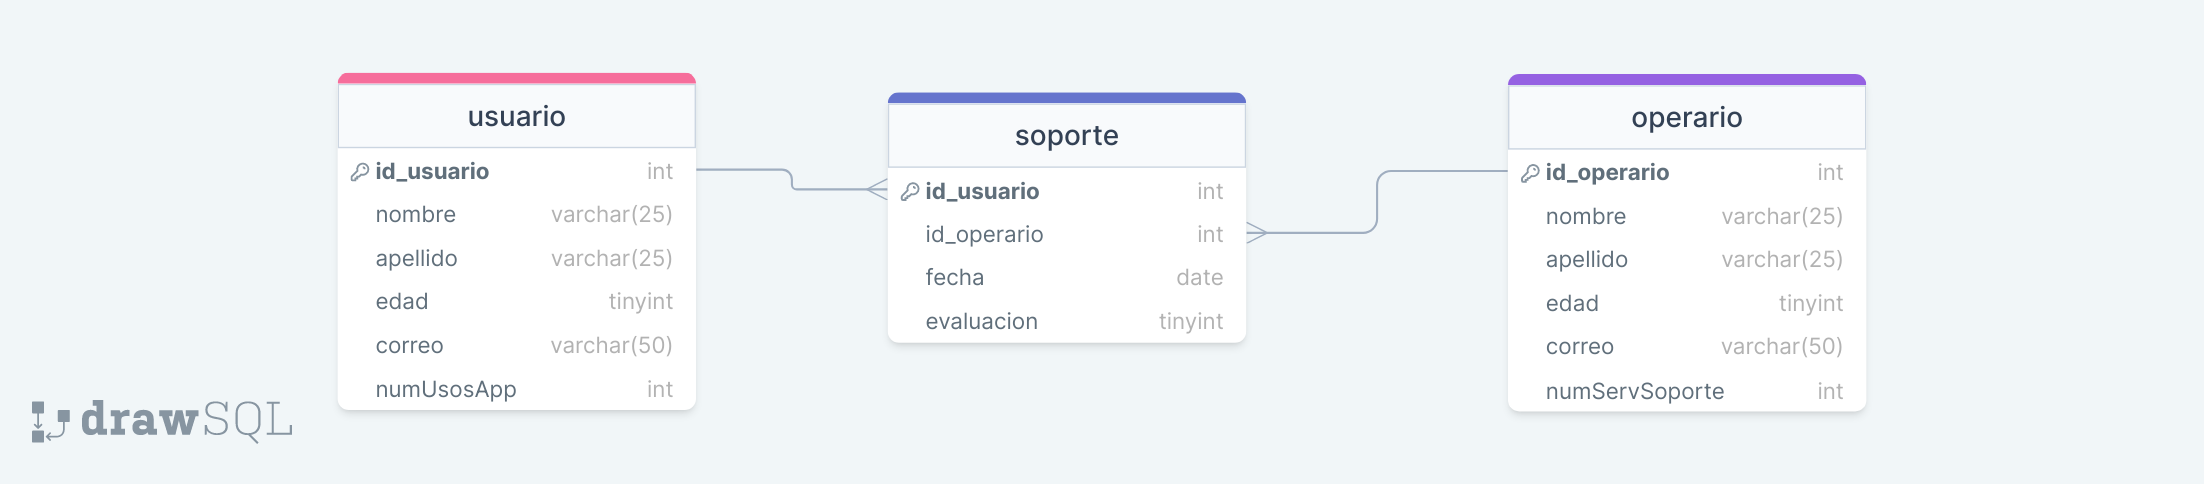 usuario
id_usuario int
nombre varchar(25)
apellido varchar(25)
edad tinyint
correo varchar(50)
numUsosApp int
soporte
id_usuario int
id_operario int
fecha date
evaluacion tinyint
operario
id_operario int
nombre varchar(25)
apellido varchar(25)
edad tinyint
correo varchar(50)
numServSoporte int
drawSQL